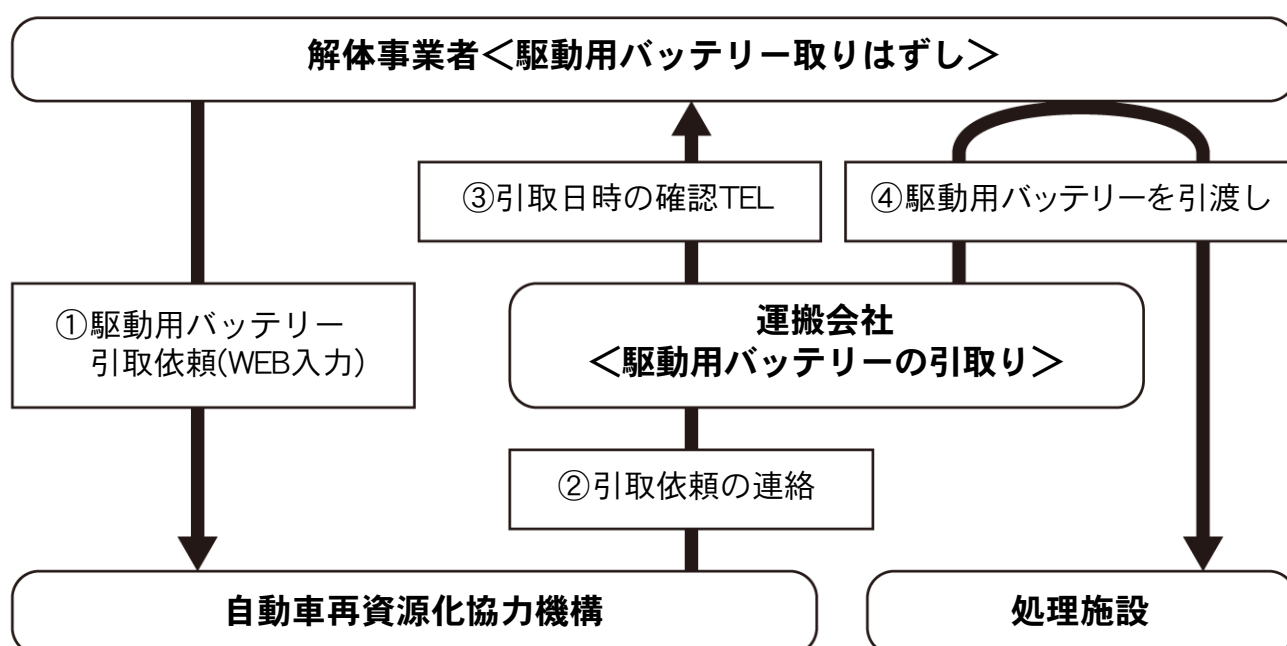 解体事業者＜駆動用バッテリー取りはずし＞
③引取日時の確認TEL
④駆動用バッテリーを引渡し
①駆動用バッテリー
引取依頼(WEB入力)
運搬会社
＜駆動用バッテリーの引取り＞
②引取依頼の連絡
自動車再資源化協力機構
処理施設